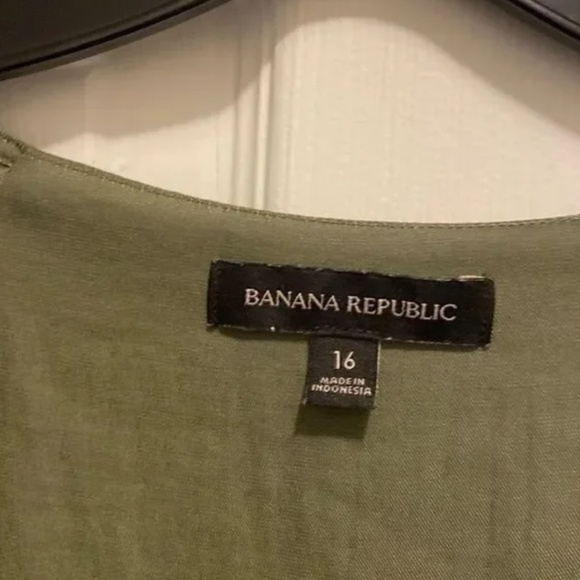 BANANA REPUBLIC
16
MADE IN
INDONESIA